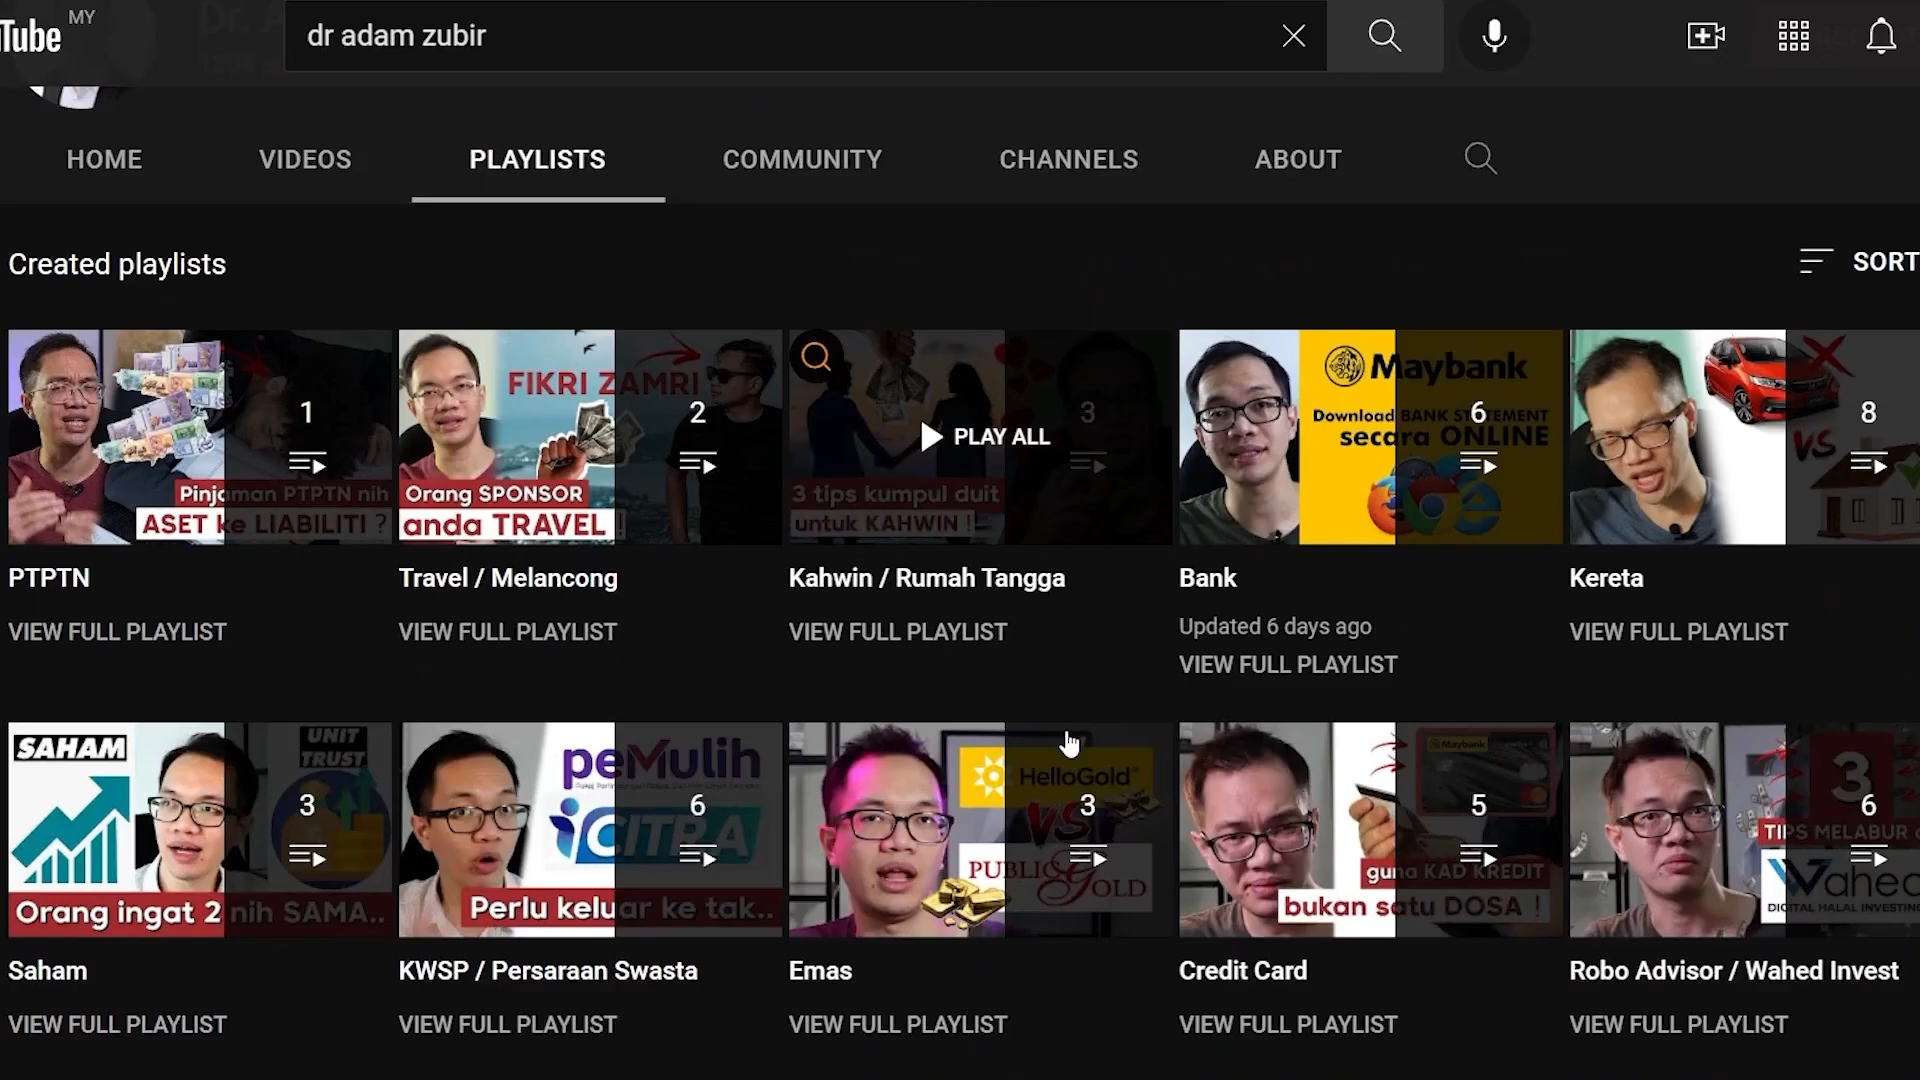 Tube MY
dr adam zubir
HOME VIDEOS PLAYLISTS COMMUNITY CHANNELS ABOUT
Created playlists
SORT
1
Pinjaman PTPTN nih
ASET ke LIABILITI ?
PTPTN
VIEW FULL PLAYLIST
FIKRI ZAMRI
2
Orang SPONSOR
anda TRAVEL !
Travel / Melancong
VIEW FULL PLAYLIST
3
PLAY ALL
3 tips kumpul duit
untuk KAHWIN !
Kahwin / Rumah Tangga
VIEW FULL PLAYLIST
Maybank
Download BANK STATEMENT
secara ONLINE
6
Bank
Updated 6 days ago
VIEW FULL PLAYLIST
8
VS
Kereta
VIEW FULL PLAYLIST
SAHAM
UNIT
TRUST
3
Orang ingat 2 nih SAMA..
Saham
VIEW FULL PLAYLIST
peMulih
6
iCITRA
Perlu keluar ke tak..
KWSP / Persaraan Swasta
VIEW FULL PLAYLIST
HelloGold
3
VS
PUBLIC GOLD
Emas
VIEW FULL PLAYLIST
Maybank
5
guna KAD KREDIT
bukan satu DOSA !
Credit Card
VIEW FULL PLAYLIST
3
6
TIPS MELABUR
Wahed
DIGITAL HALAL INVESTING
Robo Advisor / Wahed Invest
VIEW FULL PLAYLIST